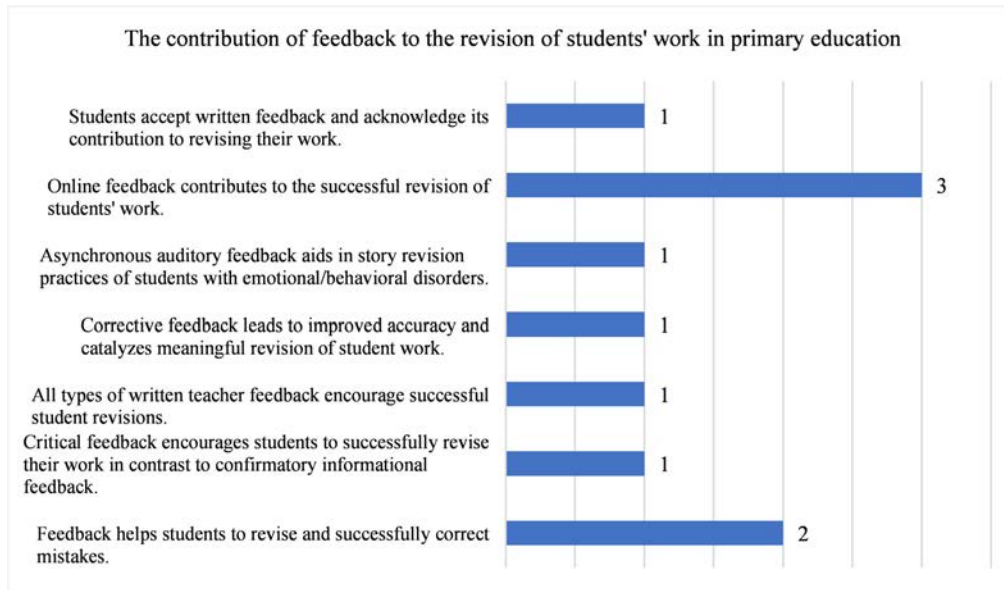 The contribution of feedback to the revision of students' work in primary education
Students accept written feedback and acknowledge its
contribution to revising their work.
1
Online feedback contributes to the successful revision of
students' work.
3
Asynchronous auditory feedback aids in story revision
practices of students with emotional/behavioral disorders.
1
Corrective feedback leads to improved accuracy and
catalyzes meaningful revision of student work.
1
All types of written teacher feedback encourage successful
student revisions.
1
Critical feedback encourages students to successfully revise
their work in contrast to confirmatory informational
feedback.
1
Feedback helps students to revise and successfully correct
mistakes.
2